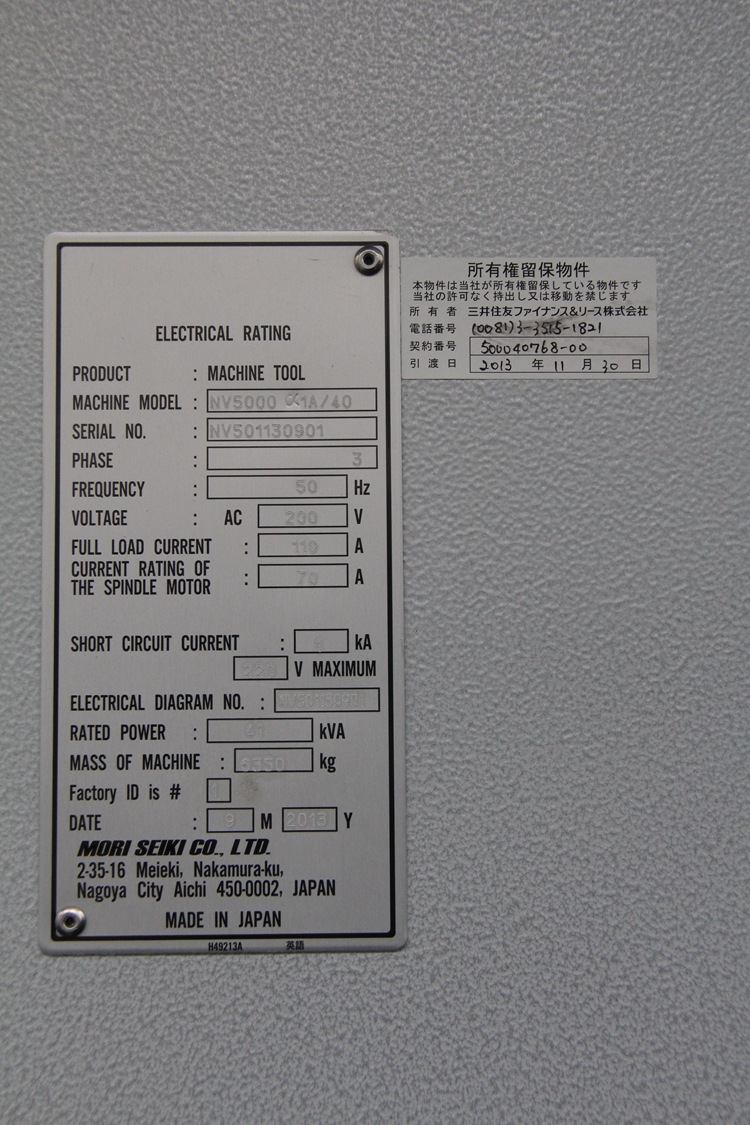 ELECTRICAL RATING
PRODUCT : MACHINE TOOL
MACHINE MODEL : NV5000 α1A/40
SERIAL NO. : NV501130901
PHASE : 3
FREQUENCY : 50 Hz
VOLTAGE : AC 200 V
FULL LOAD CURRENT : 119 A
CURRENT RATING OF
THE SPINDLE MOTOR : 70 A
SHORT CIRCUIT CURRENT : kA
V MAXIMUM
ELECTRICAL DIAGRAM NO. :
RATED POWER : 41 kVA
MASS OF MACHINE : 6350 kg
Factory ID is # 1
DATE : 9 M 2013 Y
MORI SEIKI CO., LTD.
2-35-16 Meieki, Nakamura-ku,
Nagoya City Aichi 450-0002, JAPAN
MADE IN JAPAN
H49213A 英語
所有権留保物件
本物件は当社が所有権留保している物件です
当社の許可なく持出し又は移動を禁じます
所有者 三井住友ファイナンス&リース株式会社
電話番号 (0081)3-3515-1821
契約番号 500040768-00
引渡日 2013 年 11 月 30 日